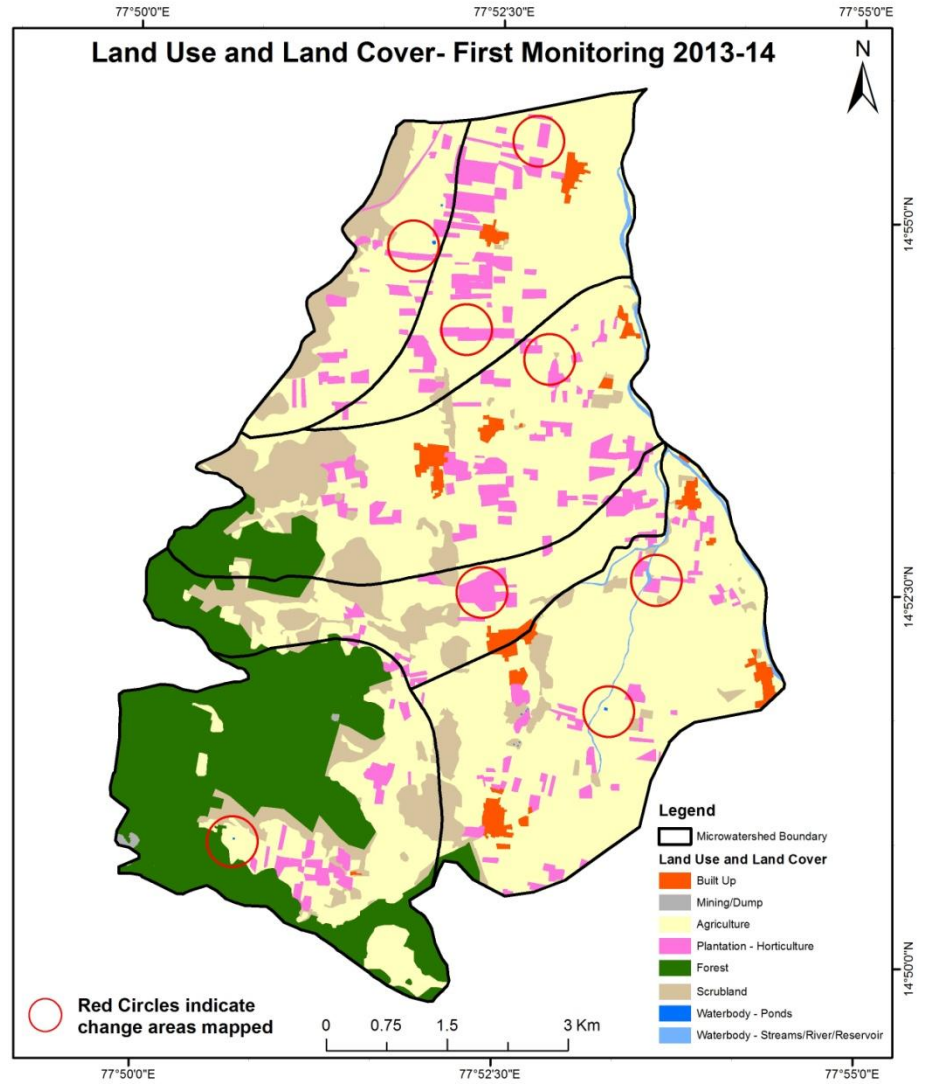 77°50'0"E
77°52'30"E
77°55'0"E
Land Use and Land Cover- First Monitoring 2013-14
N
14°55'0"N
14°52'30"N
14°50'0"N
Legend
Microwatershed Boundary
Land Use and Land Cover
Built Up
Mining/Dump
Agriculture
Plantation - Horticulture
Forest
Scrubland
Waterbody - Ponds
Waterbody - Streams/River/Reservoir
Red Circles indicate
change areas mapped
0 0.75 1.5 3 Km
77°50'0"E
77°52'30"E
77°55'0"E